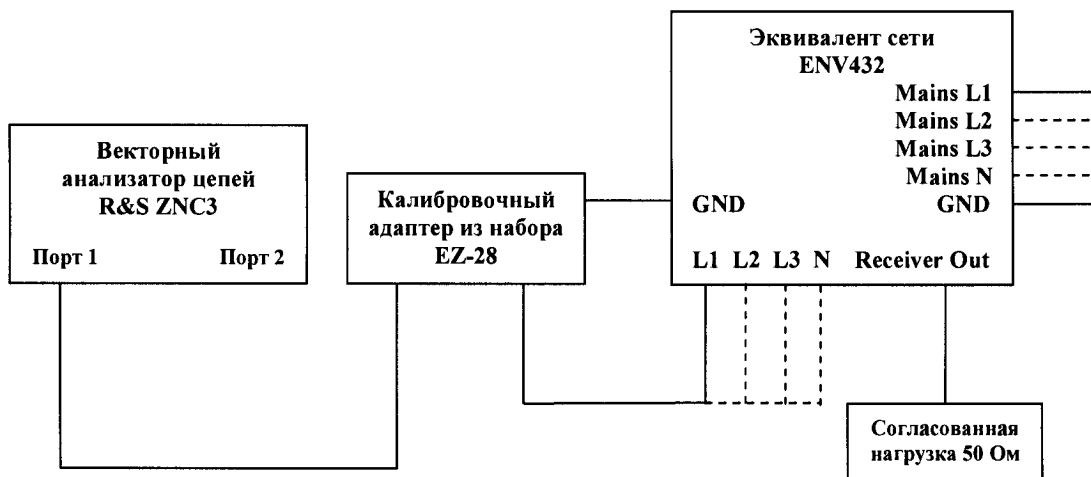 Эквивалент сети
ENV432
Mains L1
Mains L2
Mains L3
Mains N
GND GND
L1 L2 L3 N Receiver Out
Векторный
анализатор цепей
R&S ZNC3
Порт 1 Порт 2
Калибровочный
адаптер из набора
EZ-28
Согласованная
нагрузка 50 Ом